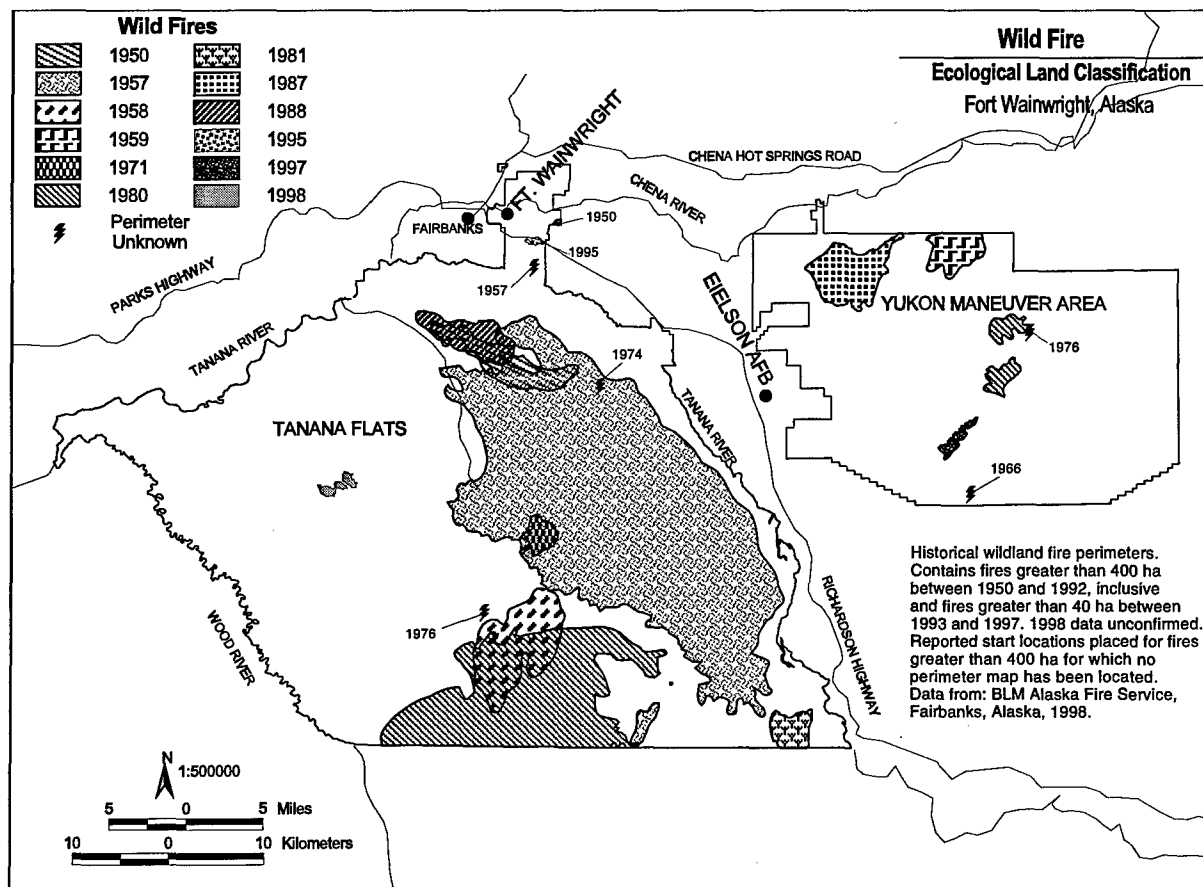 Wild Fires
1950
1957
1958
1959
1971
1980
1981
1987
1988
1995
1997
1998
Perimeter
Unknown
Wild Fire
Ecological Land Classification
Fort Wainwright, Alaska
CHENA HOT SPRINGS ROAD
FT. WAINWRIGHT
CHENA RIVER
FAIRBANKS
1950
1995
1957
PARKS HIGHWAY
TANANA RIVER
EIELSON AFB
YUKON MANEUVER AREA
1976
1974
TANANA FLATS
TANANA RIVER
1966
1976
WOOD RIVER
RICHARDSON HIGHWAY
Historical wildland fire perimeters.
Contains fires greater than 400 ha
between 1950 and 1992, inclusive
and fires greater than 40 ha between
1993 and 1997. 1998 data unconfirmed.
Reported start locations placed for fires
greater than 400 ha for which no
perimeter map has been located.
Data from: BLM Alaska Fire Service,
Fairbanks, Alaska, 1998.
N
1:500000
5 0 5 Miles
10 0 10 Kilometers